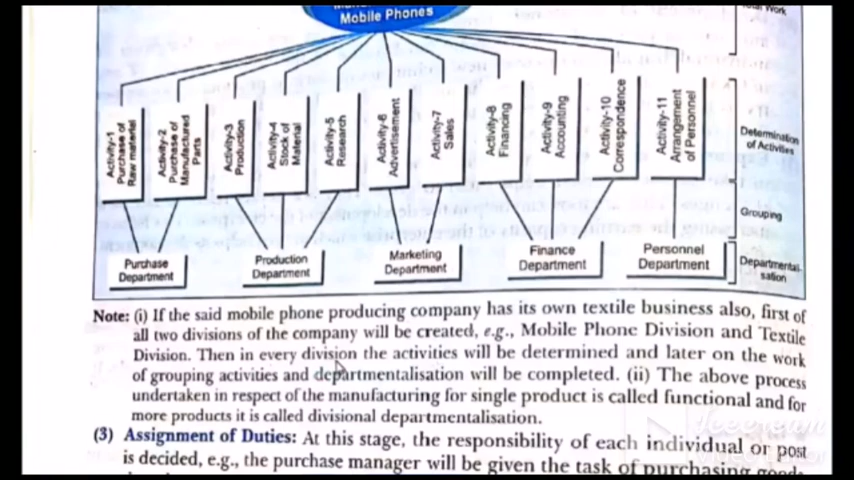 Mobile Phones
Work
Activity-1
Purchase of
Raw material
Activity-2
Purchase of
Manufactured
Parts
Activity-3
Production
Activity-4
Stock of
Material
Activity-5
Research
Activity-6
Advertisement
Activity-7
Sales
Activity-8
Financing
Activity-9
Accounting
Activity-10
Correspondence
Activity-11
Arrangement
of Personnel
Determination
of Activities
Grouping
Purchase
Department
Production
Department
Marketing
Department
Finance
Department
Personnel
Department
Departmental-
sation
Note: (i) If the said mobile phone producing company has its own textile business also, first of
all two divisions of the company will be created, e.g., Mobile Phone Division and Textile
Division. Then in every division the activities will be determined and later on the work
of grouping activities and departmentalisation will be completed. (ii) The above process
undertaken in respect of the manufacturing for single product is called functional and for
more products it is called divisional departmentalisation.
(3) Assignment of Duties: At this stage, the responsibility of each individual or post
is decided, e.g., the purchase manager will be given the task of purchasing goods